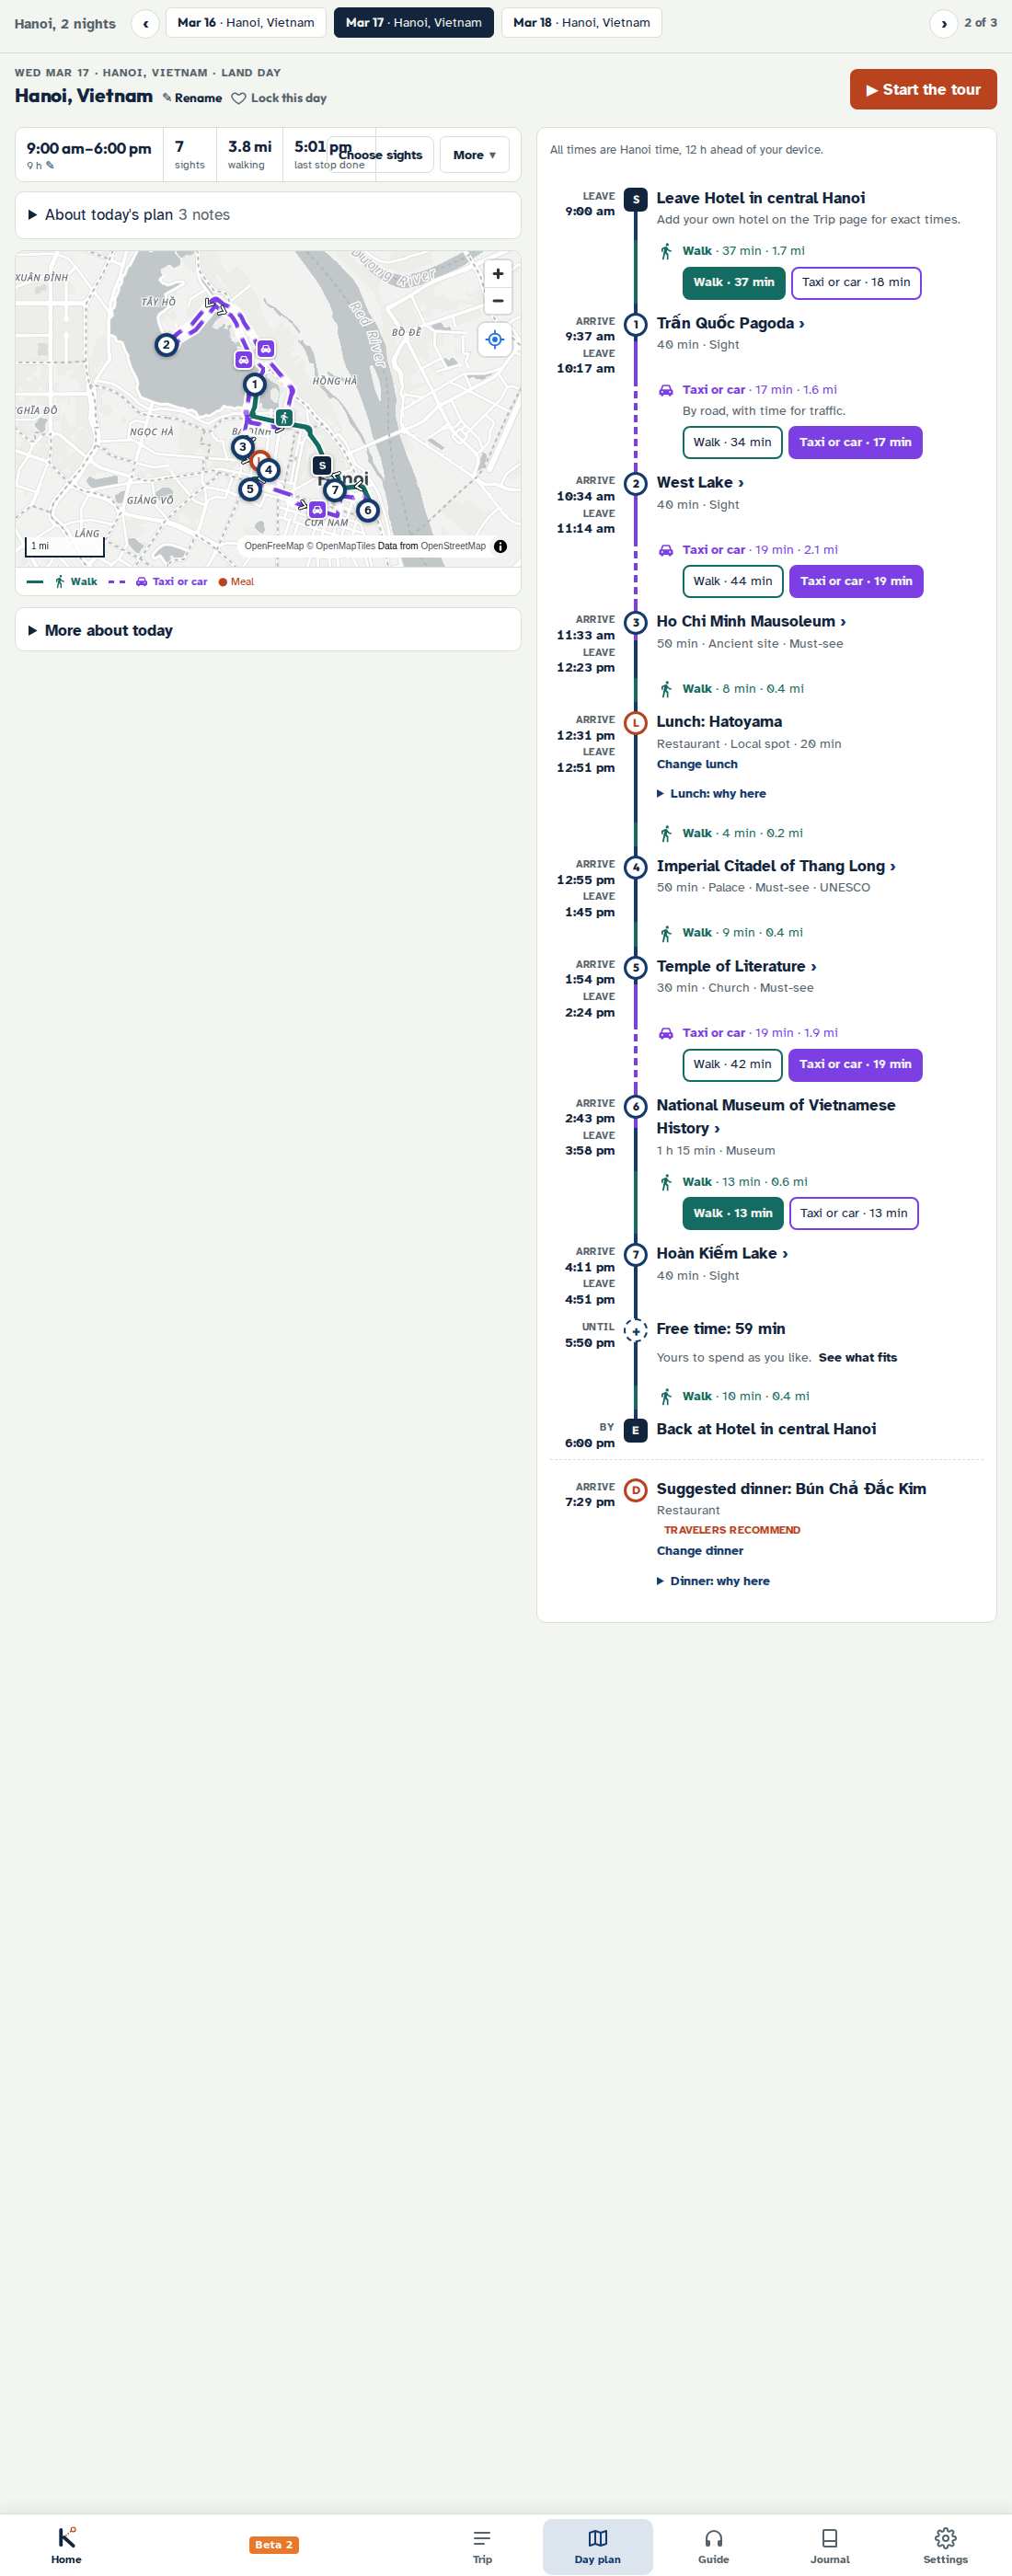 Hanoi, 2 nights
‹
Mar 16 · Hanoi, Vietnam
Mar 17 · Hanoi, Vietnam
Mar 18 · Hanoi, Vietnam
›
2 of 3
WED MAR 17 · HANOI, VIETNAM · LAND DAY
Hanoi, Vietnam ✎ Rename Lock this day
▶ Start the tour
9:00 am–6:00 pm
9 h ✎
7
sights
3.8 mi
walking
5:01 pm
last stop done
Choose sights
More ▾
▶ About today's plan 3 notes
XUÂN ĐỈNH
TÂY HỒ
Đuống River
Red River
BỒ ĐỀ
HỒNG HÀ
NGHĨA ĐÔ
NGỌC HÀ
BA ĐÌNH
GIẢNG VÕ
Hanoi
CỬA NAM
LÁNG
2
1
3
4
5
S
7
6
+
−
1 mi
OpenFreeMap © OpenMapTiles Data from OpenStreetMap
Walk
Taxi or car
Meal
▶ More about today
All times are Hanoi time, 12 h ahead of your device.
LEAVE
9:00 am
S
Leave Hotel in central Hanoi
Add your own hotel on the Trip page for exact times.
Walk · 37 min · 1.7 mi
Walk · 37 min
Taxi or car · 18 min
ARRIVE
9:37 am
LEAVE
10:17 am
1
Trấn Quốc Pagoda ›
40 min · Sight
Taxi or car · 17 min · 1.6 mi
By road, with time for traffic.
Walk · 34 min
Taxi or car · 17 min
ARRIVE
10:34 am
LEAVE
11:14 am
2
West Lake ›
40 min · Sight
Taxi or car · 19 min · 2.1 mi
Walk · 44 min
Taxi or car · 19 min
ARRIVE
11:33 am
LEAVE
12:23 pm
3
Ho Chi Minh Mausoleum ›
50 min · Ancient site · Must-see
Walk · 8 min · 0.4 mi
ARRIVE
12:31 pm
LEAVE
12:51 pm
L
Lunch: Hatoyama
Restaurant · Local spot · 20 min
Change lunch
▶ Lunch: why here
Walk · 4 min · 0.2 mi
ARRIVE
12:55 pm
LEAVE
1:45 pm
4
Imperial Citadel of Thang Long ›
50 min · Palace · Must-see · UNESCO
Walk · 9 min · 0.4 mi
ARRIVE
1:54 pm
LEAVE
2:24 pm
5
Temple of Literature ›
30 min · Church · Must-see
Taxi or car · 19 min · 1.9 mi
Walk · 42 min
Taxi or car · 19 min
ARRIVE
2:43 pm
LEAVE
3:58 pm
6
National Museum of Vietnamese
History ›
1 h 15 min · Museum
Walk · 13 min · 0.6 mi
Walk · 13 min
Taxi or car · 13 min
ARRIVE
4:11 pm
LEAVE
4:51 pm
7
Hoàn Kiếm Lake ›
40 min · Sight
UNTIL
5:50 pm
+
Free time: 59 min
Yours to spend as you like. See what fits
Walk · 10 min · 0.4 mi
BY
6:00 pm
E
Back at Hotel in central Hanoi
ARRIVE
7:29 pm
D
Suggested dinner: Bún Chả Đắc Kim
Restaurant
TRAVELERS RECOMMEND
Change dinner
▶ Dinner: why here
Home
Beta 2
Trip
Day plan
Guide
Journal
Settings